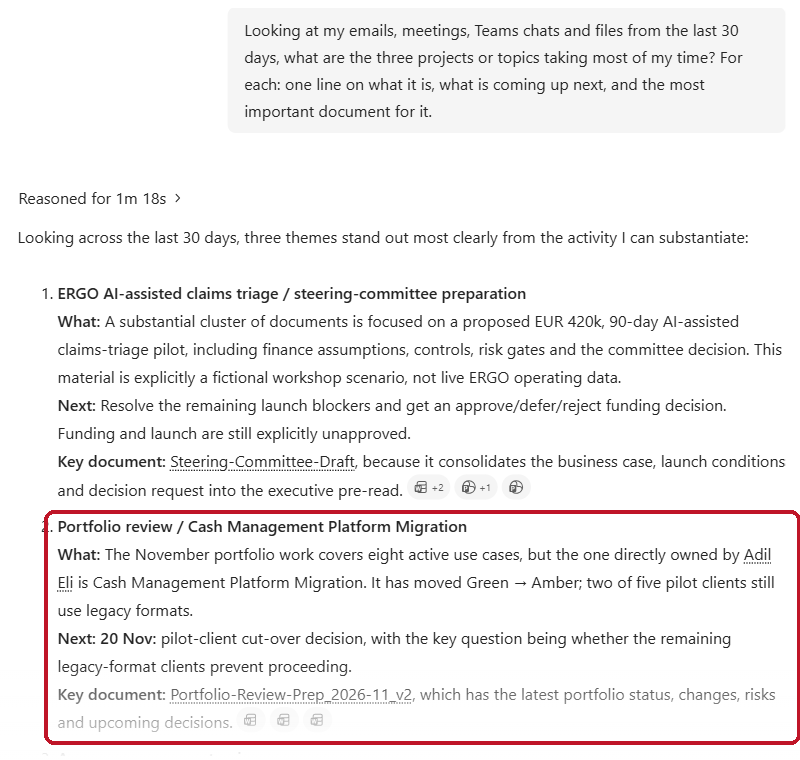 Looking at my emails, meetings, Teams chats and files from the last 30
days, what are the three projects or topics taking most of my time? For
each: one line on what it is, what is coming up next, and the most
important document for it.
Reasoned for 1m 18s >
Looking across the last 30 days, three themes stand out most clearly from the activity I can substantiate:
1. ERGO AI-assisted claims triage / steering-committee preparation
What: A substantial cluster of documents is focused on a proposed EUR 420k, 90-day AI-assisted
claims-triage pilot, including finance assumptions, controls, risk gates and the committee decision. This
material is explicitly a fictional workshop scenario, not live ERGO operating data.
Next: Resolve the remaining launch blockers and get an approve/defer/reject funding decision.
Funding and launch are still explicitly unapproved.
Key document: Steering-Committee-Draft, because it consolidates the business case, launch conditions
and decision request into the executive pre-read. +2 +1
2. Portfolio review / Cash Management Platform Migration
What: The November portfolio work covers eight active use cases, but the one directly owned by Adil
Eli is Cash Management Platform Migration. It has moved Green → Amber; two of five pilot clients still
use legacy formats.
Next: 20 Nov: pilot-client cut-over decision, with the key question being whether the remaining
legacy-format clients prevent proceeding.
Key document: Portfolio-Review-Prep_2026-11_v2, which has the latest portfolio status, changes, risks
and upcoming decisions.